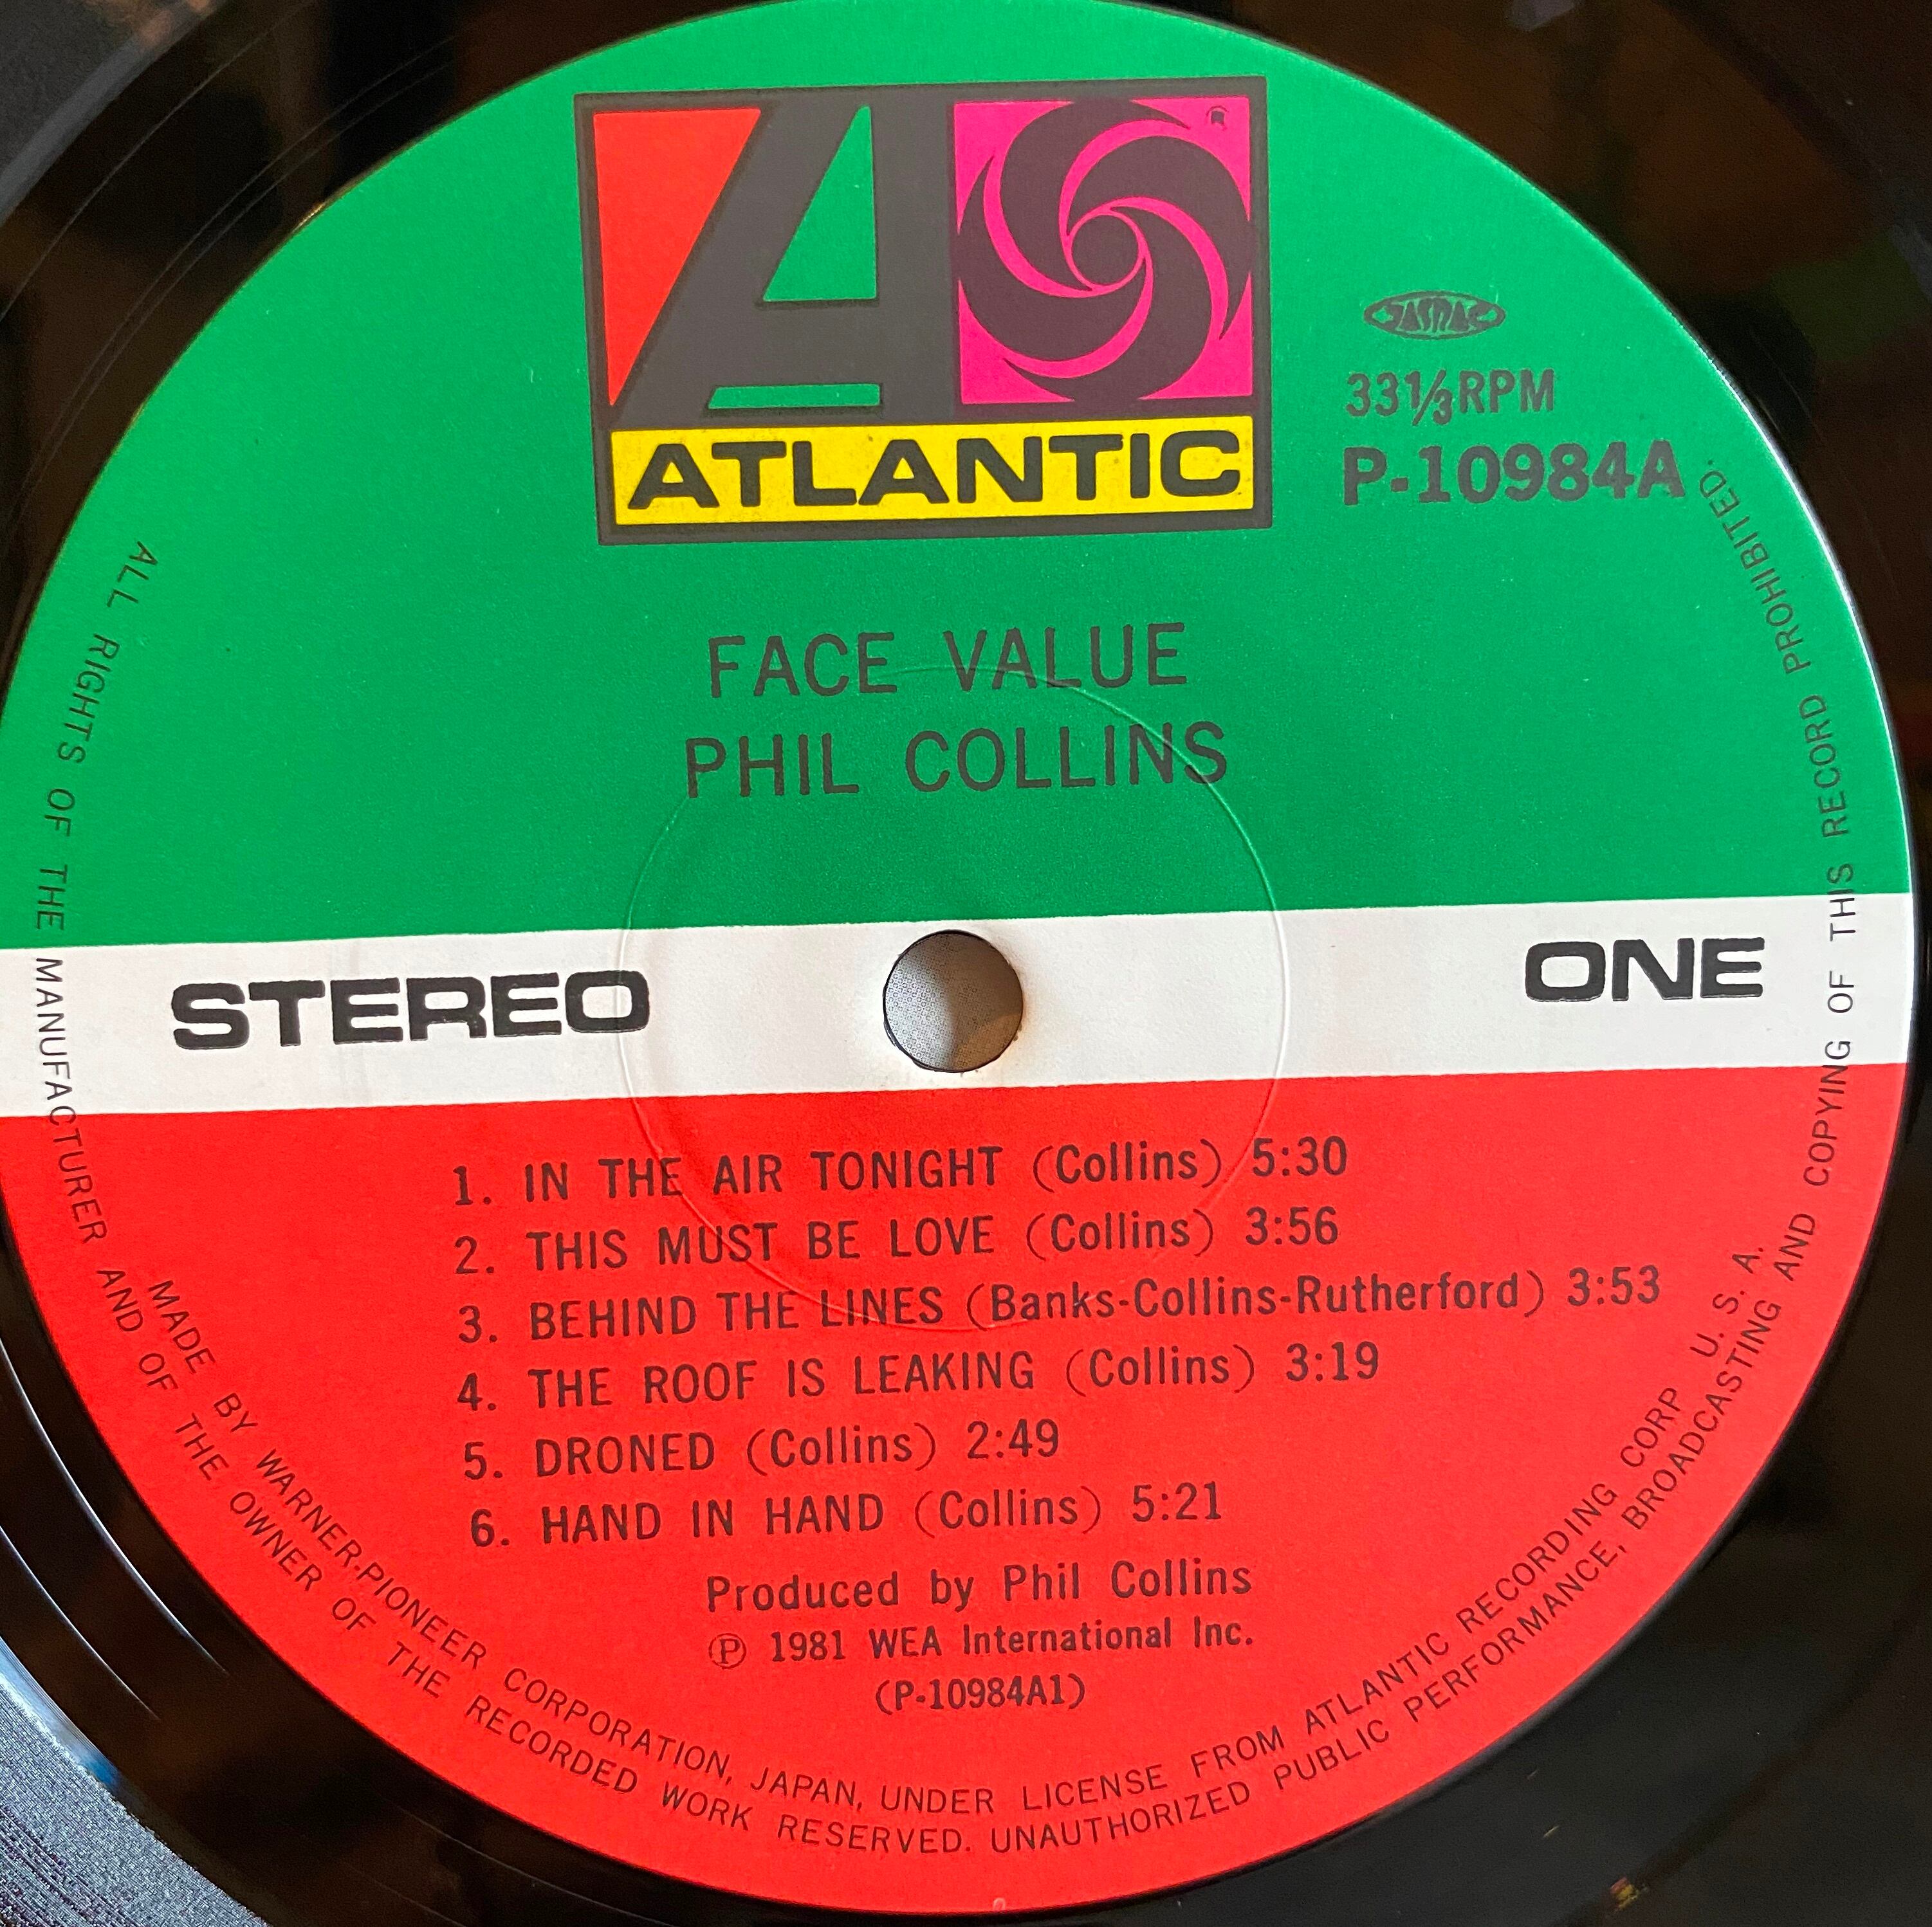 ATLANTIC
®
JASRAC
33⅓RPM
P-10984A
FACE VALUE
PHIL COLLINS
STEREO
ONE
1. IN THE AIR TONIGHT (Collins) 5:30
2. THIS MUST BE LOVE (Collins) 3:56
3. BEHIND THE LINES (Banks-Collins-Rutherford) 3:53
4. THE ROOF IS LEAKING (Collins) 3:19
5. DRONED (Collins) 2:49
6. HAND IN HAND (Collins) 5:21
Produced by Phil Collins
℗ 1981 WEA International Inc.
(P-10984A1)
MADE BY WARNER-PIONEER CORPORATION, JAPAN, UNDER LICENSE FROM ATLANTIC RECORDING CORP U. S. A.
ALL RIGHTS OF THE MANUFACTURER AND OF THE OWNER OF THE RECORDED WORK RESERVED. UNAUTHORIZED PUBLIC PERFORMANCE, BROADCASTING AND COPYING OF THIS RECORD PROHIBITED.